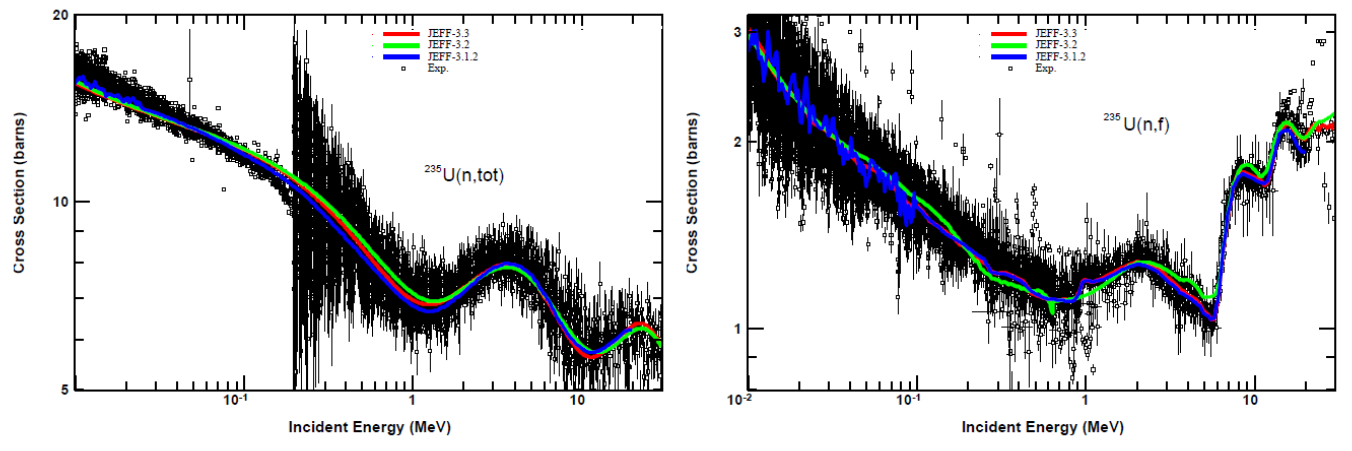 20
10
5
Cross Section (barns)
JEFF-3.3
JEFF-3.2
JEFF-3.1.2
Exp.
235U(n,tot)
10-1
1
10
Incident Energy (MeV)
3
2
1
Cross Section (barns)
JEFF-3.3
JEFF-3.2
JEFF-3.1.2
Exp.
235U(n,f)
10-2
10-1
1
10
Incident Energy (MeV)